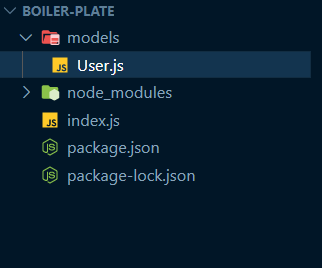 BOILER-PLATE
models
JS User.js
node_modules
JS index.js
package.json
package-lock.json